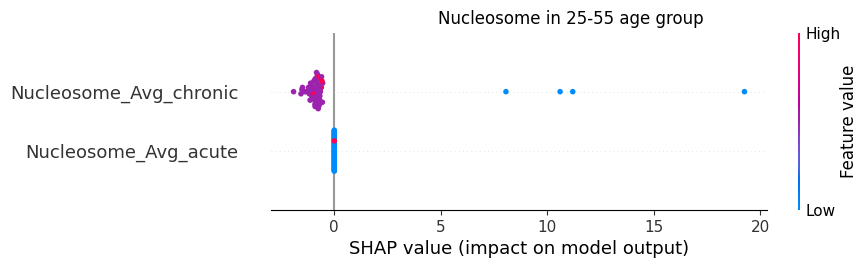 Nucleosome in 25-55 age group
High
Nucleosome_Avg_chronic
Nucleosome_Avg_acute
Feature value
Low
0 5 10 15 20
SHAP value (impact on model output)